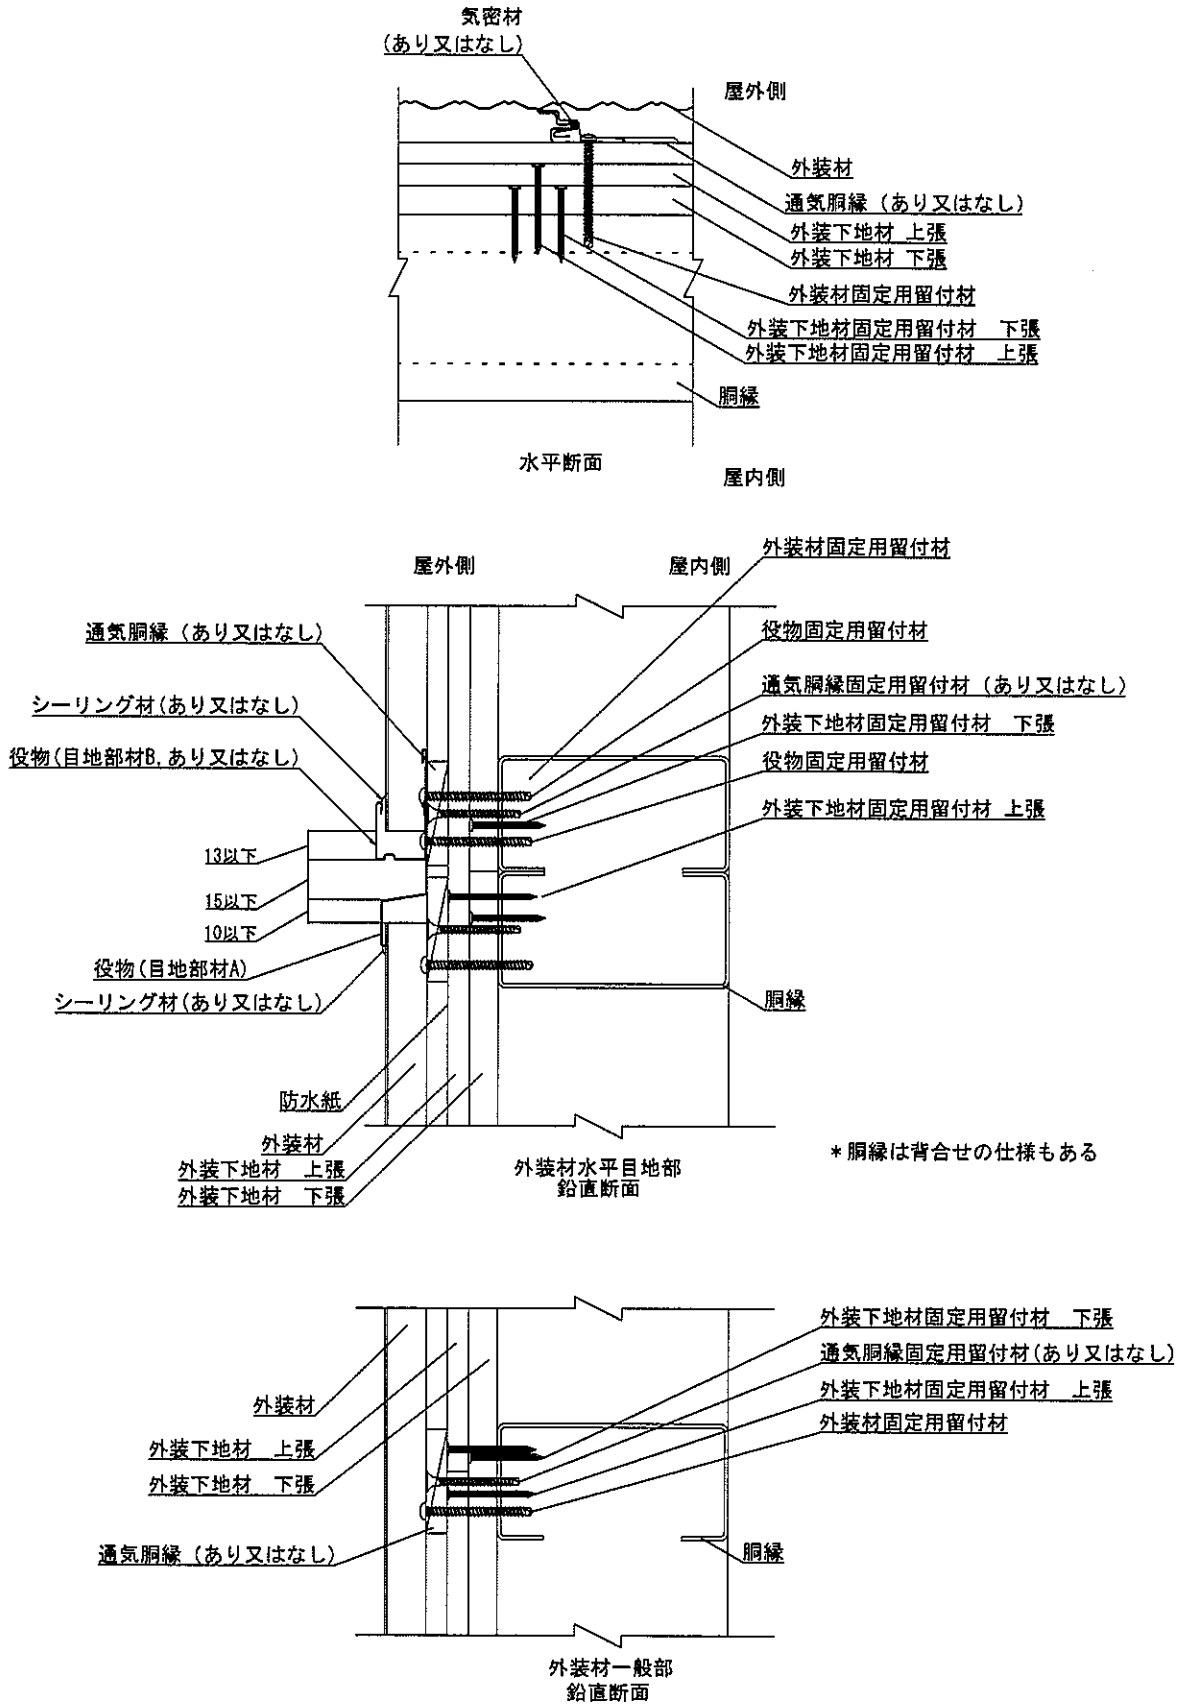 気密材
(あり又はなし)
屋外側
外装材
通気胴縁 (あり又はなし)
外装下地材 上張
外装下地材 下張
外装材固定用留付材
外装下地材固定用留付材 下張
外装下地材固定用留付材 上張
胴縁
水平断面
屋内側
屋外側
屋内側
外装材固定用留付材
通気胴縁 (あり又はなし)
役物固定用留付材
シーリング材(あり又はなし)
通気胴縁固定用留付材 (あり又はなし)
外装下地材固定用留付材 下張
役物(目地部材B,あり又はなし)
役物固定用留付材
外装下地材固定用留付材 上張
13以下
15以下
10以下
役物(目地部材A)
シーリング材(あり又はなし)
胴縁
防水紙
外装材
外装下地材 上張
外装下地材 下張
外装材水平目地部
鉛直断面
*胴縁は背合せの仕様もある
外装下地材固定用留付材 下張
通気胴縁固定用留付材(あり又はなし)
外装下地材固定用留付材 上張
外装材固定用留付材
外装材
外装下地材 上張
外装下地材 下張
通気胴縁 (あり又はなし)
胴縁
外装材一般部
鉛直断面